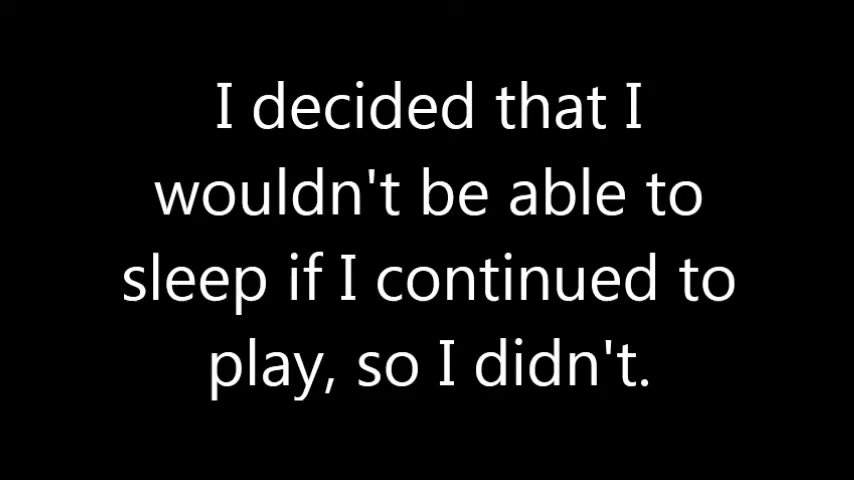 I decided that I
wouldn't be able to
sleep if I continued to
play, so I didn't.